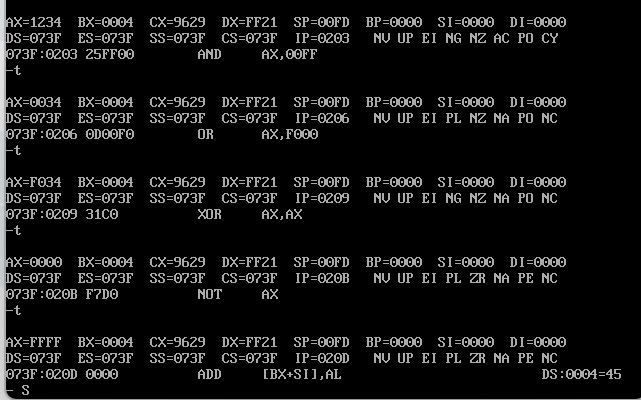 AX=1234 BX=0004 CX=9629 DX=FF21 SP=00FD BP=0000 SI=0000 DI=0000
DS=073F ES=073F SS=073F CS=073F IP=0203 NV UP EI NG NZ AC PO CY
073F:0203 25FF00 AND AX,00FF
-t
AX=0034 BX=0004 CX=9629 DX=FF21 SP=00FD BP=0000 SI=0000 DI=0000
DS=073F ES=073F SS=073F CS=073F IP=0206 NV UP EI PL NZ NA PO NC
073F:0206 0D00F0 OR AX,F000
-t
AX=F034 BX=0004 CX=9629 DX=FF21 SP=00FD BP=0000 SI=0000 DI=0000
DS=073F ES=073F SS=073F CS=073F IP=0209 NV UP EI NG NZ NA PO NC
073F:0209 31C0 XOR AX,AX
-t
AX=0000 BX=0004 CX=9629 DX=FF21 SP=00FD BP=0000 SI=0000 DI=0000
DS=073F ES=073F SS=073F CS=073F IP=020B NV UP EI PL ZR NA PE NC
073F:020B F7D0 NOT AX
-t
AX=FFFF BX=0004 CX=9629 DX=FF21 SP=00FD BP=0000 SI=0000 DI=0000
DS=073F ES=073F SS=073F CS=073F IP=020D NV UP EI PL ZR NA PE NC
073F:020D 0000 ADD [BX+SI],AL DS:0004=45
- S